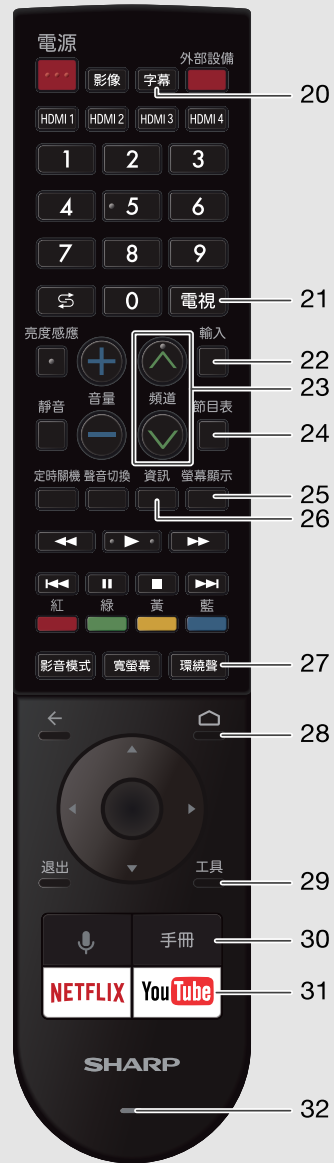 電源
外部設備
影像 字幕
20
HDMI 1 HDMI 2 HDMI 3 HDMI 4
1 2 3
4 5 6
7 8 9
0 電視
21
亮度感應 輸入
22
音量 頻道
23
靜音 節目表
24
定時關機 聲音切換 資訊 螢幕顯示
25
26
紅 綠 黃 藍
影音模式 寬螢幕 環繞聲
27
28
退出 工具
29
手冊
30
NETFLIX YouTube
31
SHARP
32